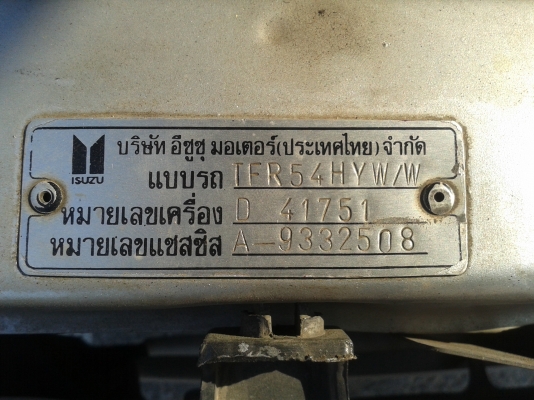 บริษัท อีซูซุ มอเตอร์(ประเทศไทย) จำกัด
ISUZU
แบบรถ TFR54HYW/W
หมายเลขเครื่อง D 41751
หมายเลขแชสซิส A-9332508